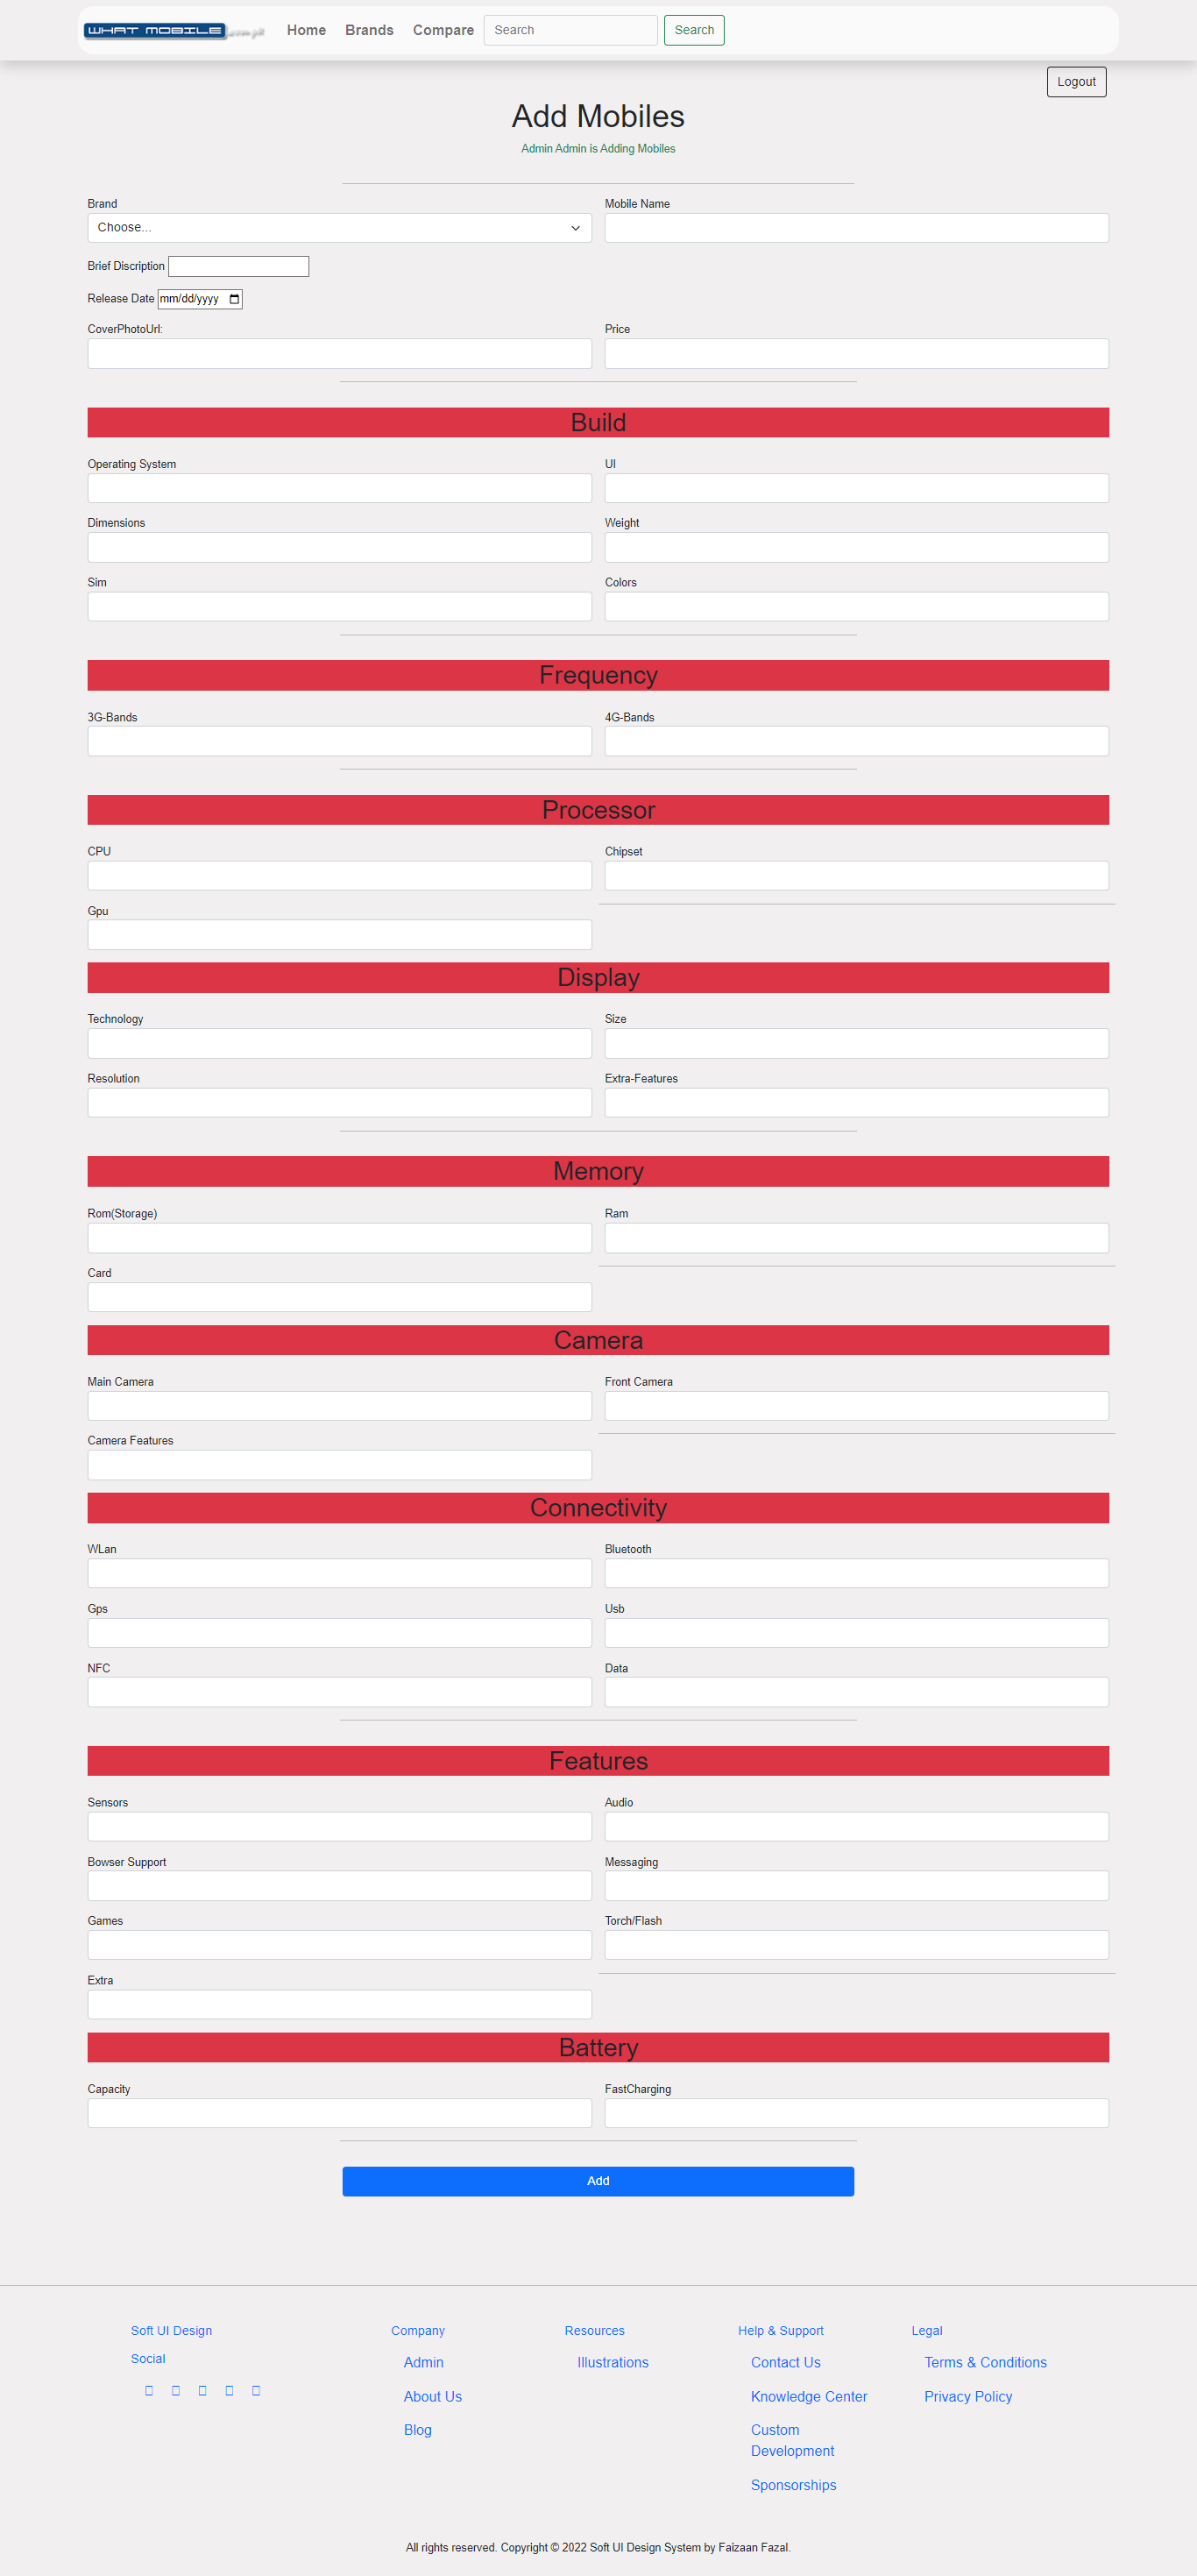 WHAT MOBILE.com.pk
Home Brands Compare Search Search
Logout
Add Mobiles
Admin Admin is Adding Mobiles
Brand Mobile Name
Choose...
Brief Discription
Release Date mm/dd/yyyy
CoverPhotoUrl: Price
Build
Operating System UI
Dimensions Weight
Sim Colors
Frequency
3G-Bands 4G-Bands
Processor
CPU Chipset
Gpu
Display
Technology Size
Resolution Extra-Features
Memory
Rom(Storage) Ram
Card
Camera
Main Camera Front Camera
Camera Features
Connectivity
WLan Bluetooth
Gps Usb
NFC Data
Features
Sensors Audio
Bowser Support Messaging
Games Torch/Flash
Extra
Battery
Capacity FastCharging
Add
Soft UI Design Company Resources Help & Support Legal
Social
Admin Illustrations Contact Us Terms & Conditions
About Us Knowledge Center Privacy Policy
Blog Custom
Development
Sponsorships
All rights reserved. Copyright © 2022 Soft UI Design System by Faizaan Fazal.